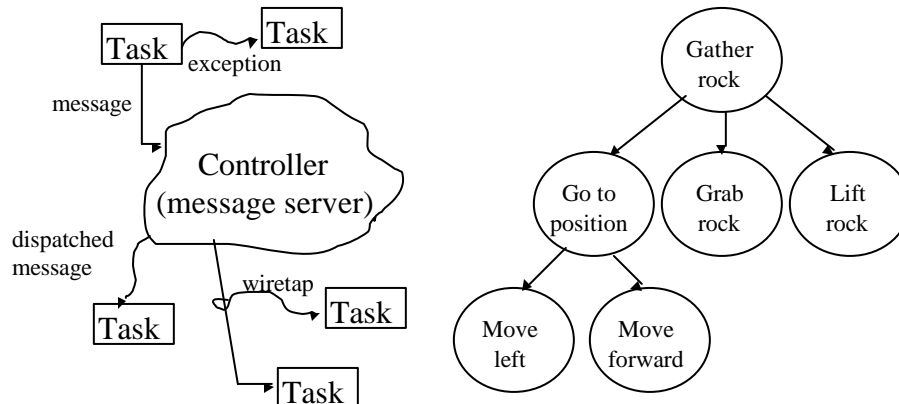 Task
Task
exception
message
Controller
(message server)
dispatched
message
wiretap
Task
Task
Task
Gather
rock
Go to
position
Grab
rock
Lift
rock
Move
left
Move
forward